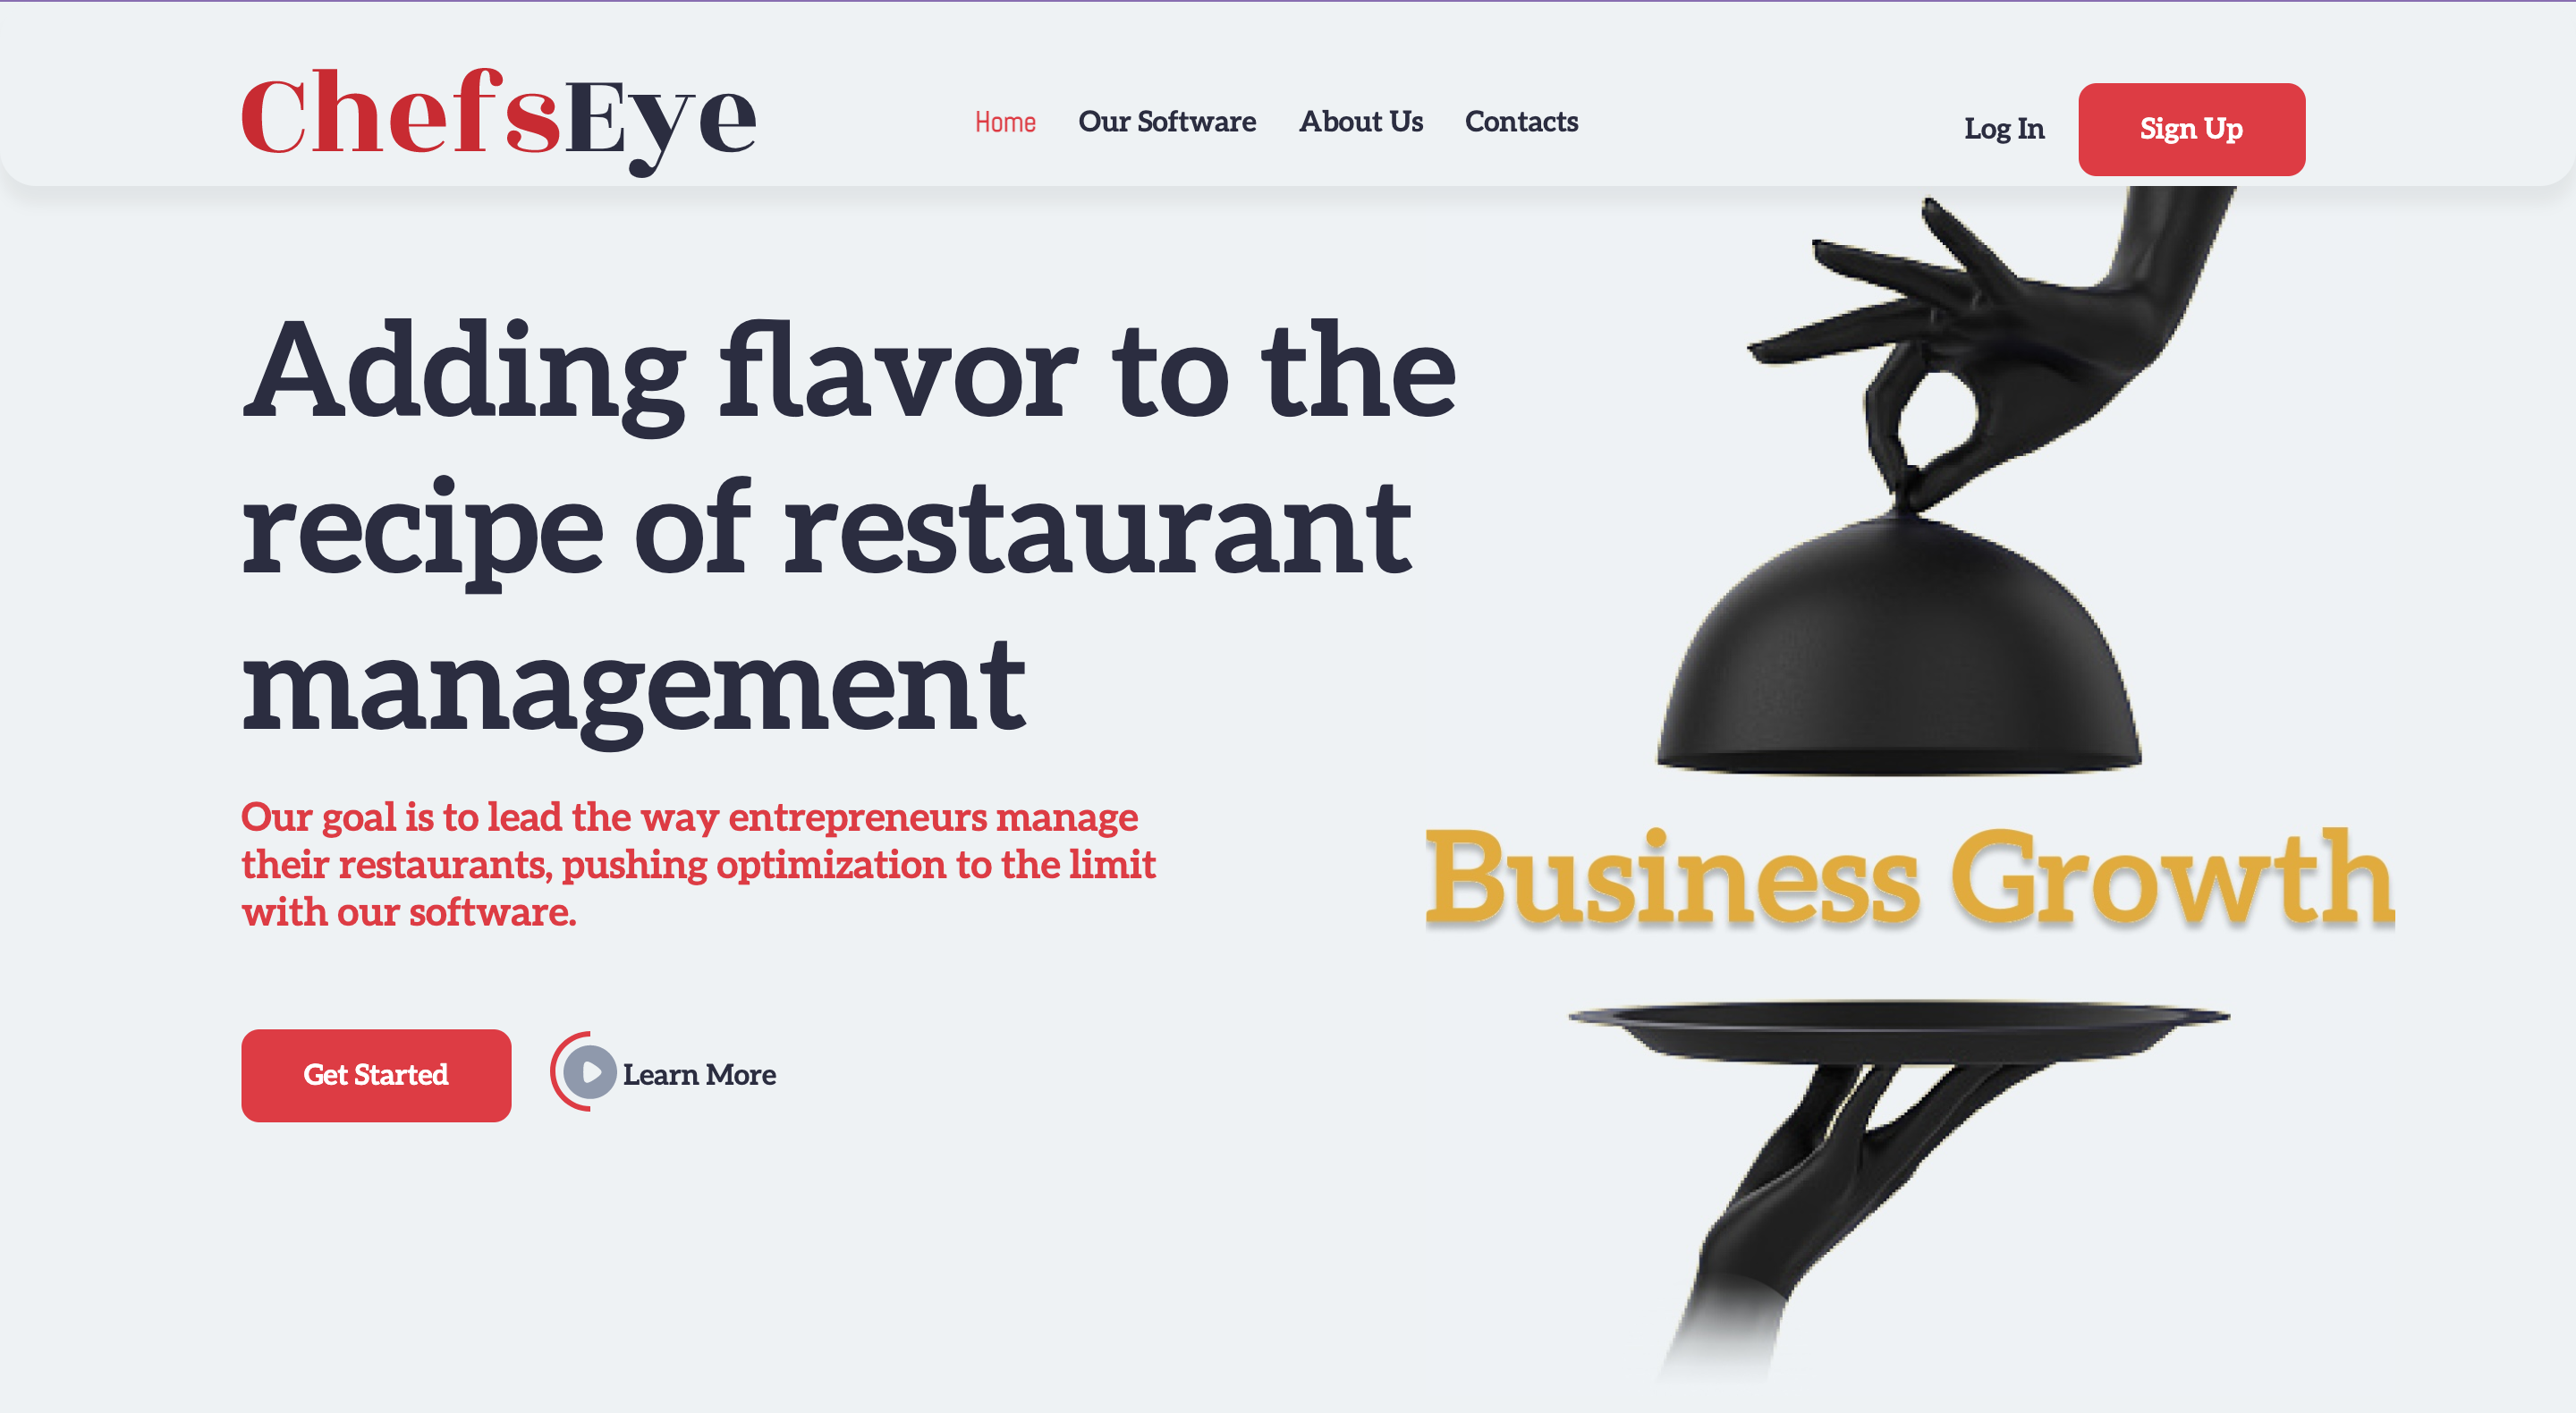 ChefsEye
Home
Our Software
About Us
Contacts
Log In
Sign Up
Adding flavor to the
recipe of restaurant
management
Our goal is to lead the way entrepreneurs manage
their restaurants, pushing optimization to the limit
with our software.
Get Started
Learn More
Business Growth